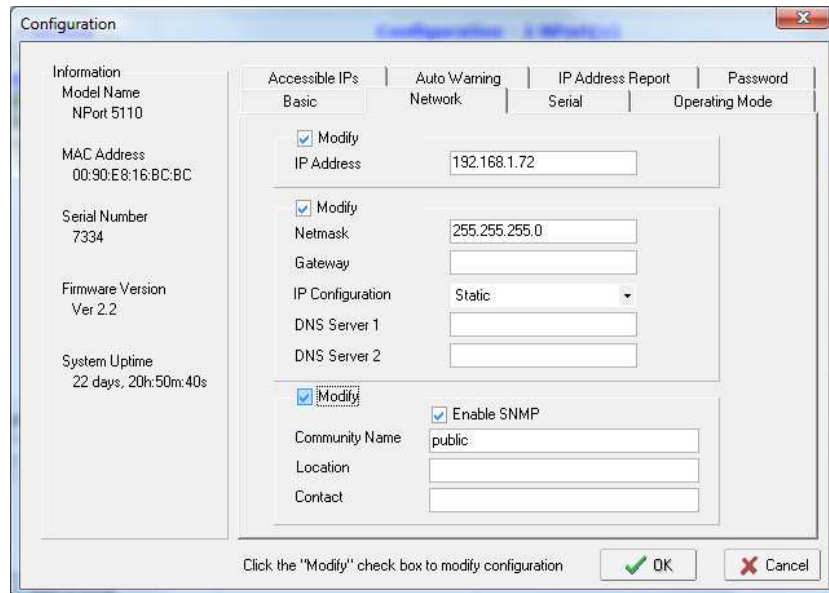 Configuration
Configuration - 2 NPort(s)
Information
Model Name
NPort 5110
MAC Address
00:90:E8:16:BC:BC
Serial Number
7334
Firmware Version
Ver 2.2
System Uptime
22 days, 20h:50m:40s
Accessible IPs
Auto Warning
IP Address Report
Password
Basic
Network
Serial
Operating Mode
Modify
IP Address
192.168.1.72
Modify
Netmask
255.255.255.0
Gateway
IP Configuration
Static
DNS Server 1
DNS Server 2
Modify
Enable SNMP
Community Name
public
Location
Contact
Click the "Modify" check box to modify configuration
OK
Cancel